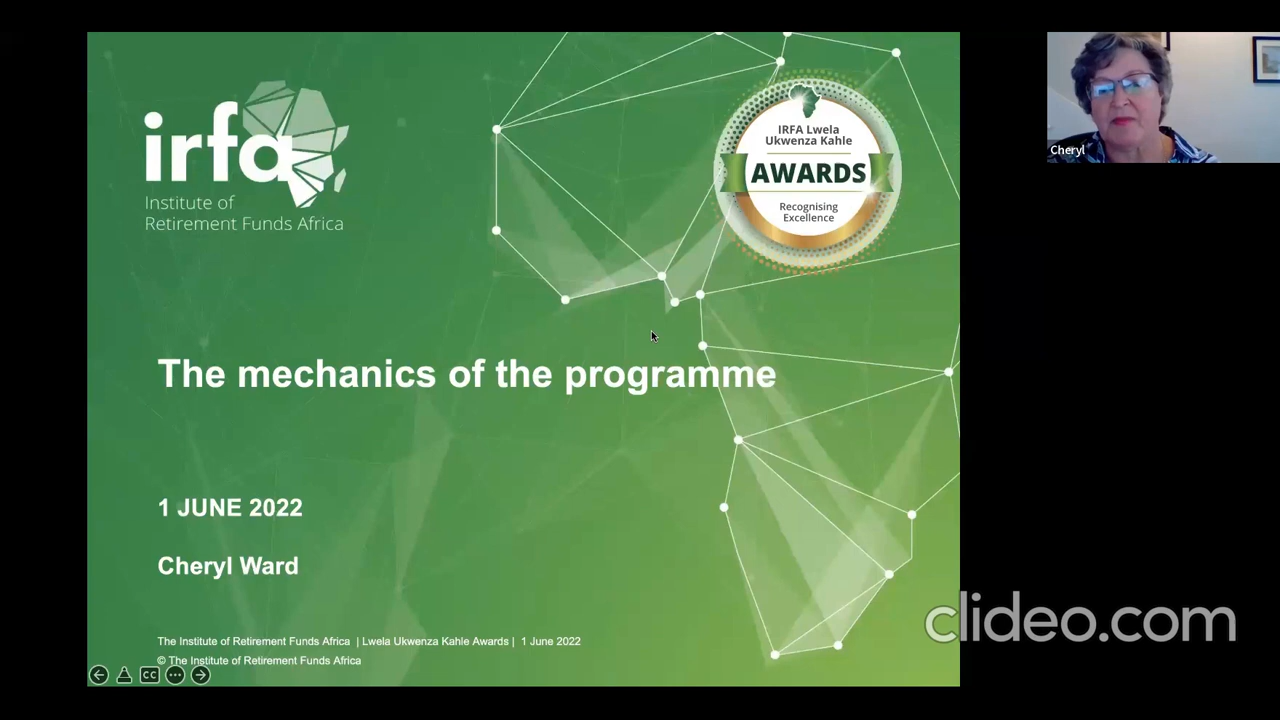 irfa
Institute of
Retirement Funds Africa
IRFA Lwela
Ukwenza Kahle
AWARDS
Recognising
Excellence
Cheryl
The mechanics of the programme
1 JUNE 2022
Cheryl Ward
The Institute of Retirement Funds Africa | Lwela Ukwenza Kahle Awards | 1 June 2022
© The Institute of Retirement Funds Africa
CC
clideo.com